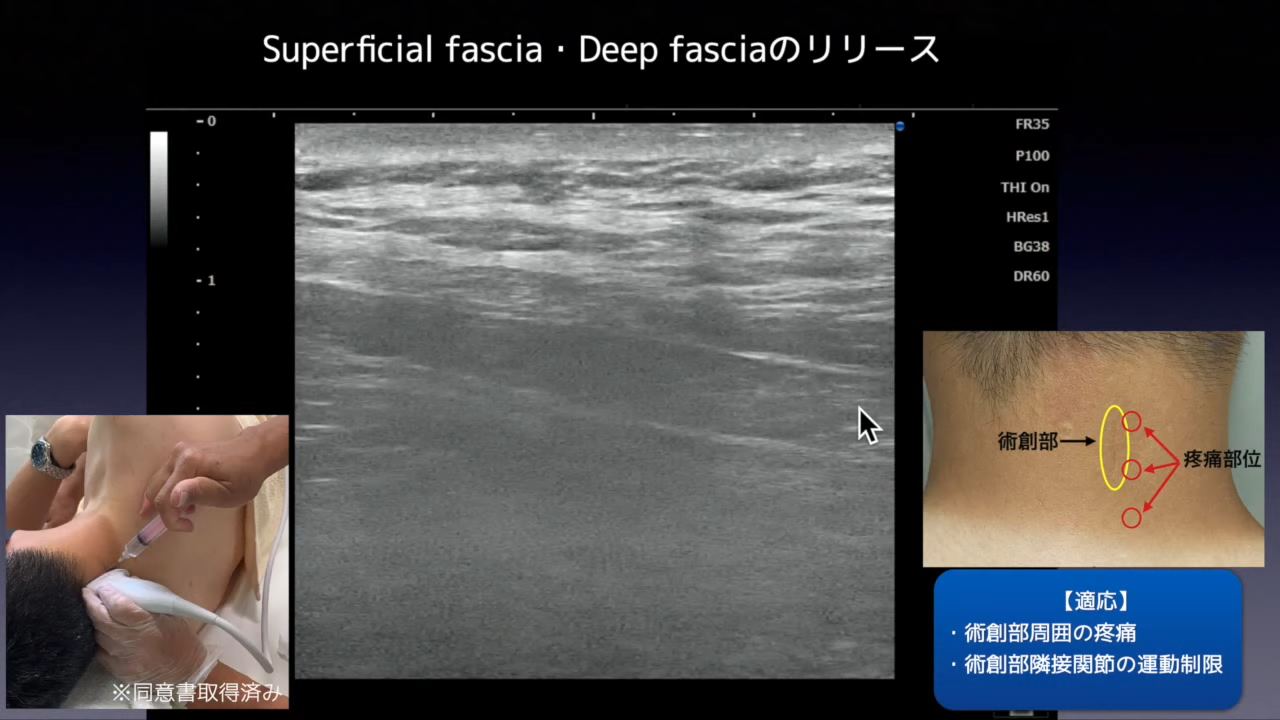 Superficial fascia・Deep fasciaのリリース
0
1
FR35
P100
THI On
HRes1
BG38
DR60
術創部
疼痛部位
※同意書取得済み
【適応】
・術創部周囲の疼痛
・術創部隣接関節の運動制限